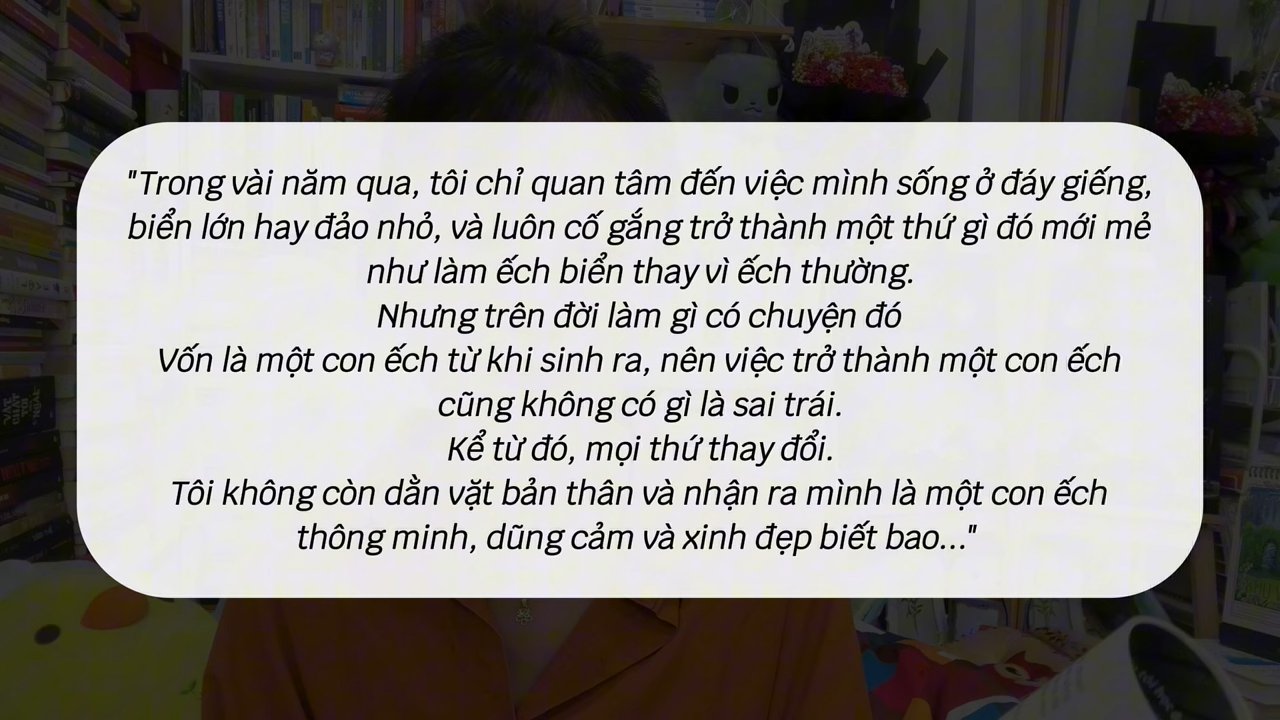 "Trong vài năm qua, tôi chỉ quan tâm đến việc mình sống ở đáy giếng,
biển lớn hay đảo nhỏ, và luôn cố gắng trở thành một thứ gì đó mới mẻ
như làm ếch biển thay vì ếch thường.
Nhưng trên đời làm gì có chuyện đó
Vốn là một con ếch từ khi sinh ra, nên việc trở thành một con ếch
cũng không có gì là sai trái.
Kể từ đó, mọi thứ thay đổi.
Tôi không còn dằn vặt bản thân và nhận ra mình là một con ếch
thông minh, dũng cảm và xinh đẹp biết bao..."